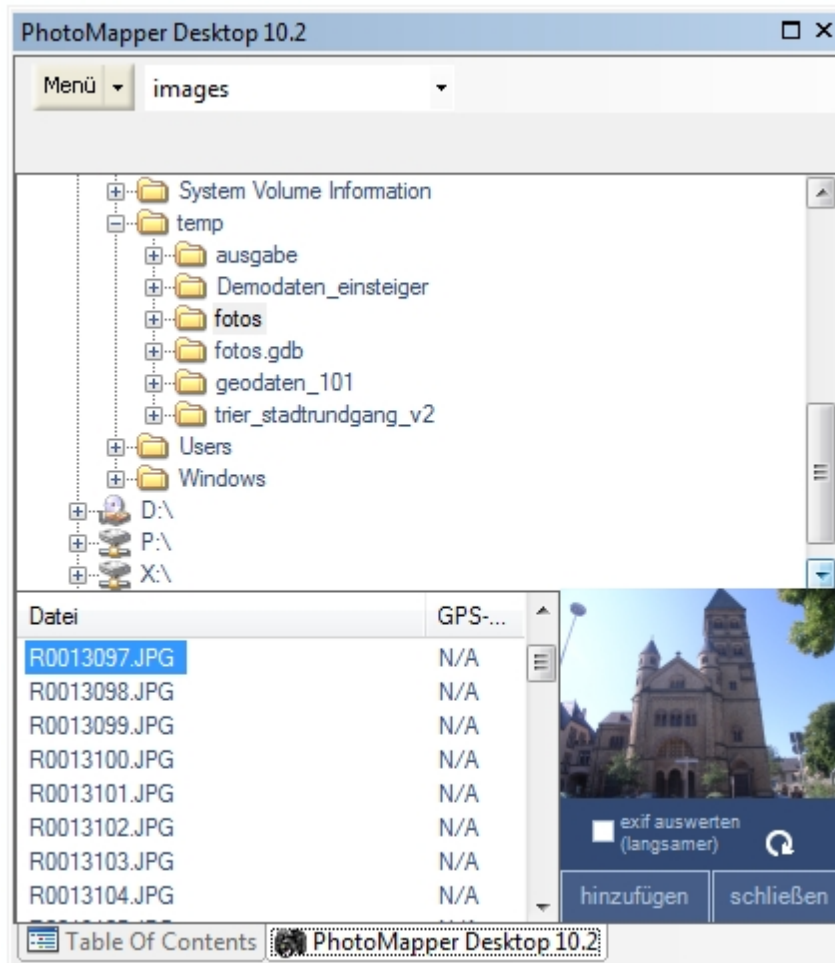 PhotoMapper Desktop 10.2
Menü images
System Volume Information
temp
ausgabe
Demodaten_einsteiger
fotos
fotos.gdb
geodaten_101
trier_stadtrundgang_v2
Users
Windows
D:\
P:\
X:\
Datei GPS-...
R0013097.JPG N/A
R0013098.JPG N/A
R0013099.JPG N/A
R0013100.JPG N/A
R0013101.JPG N/A
R0013102.JPG N/A
R0013103.JPG N/A
R0013104.JPG N/A
exif auswerten
(langsamer)
hinzufügen schließen
Table Of Contents PhotoMapper Desktop 10.2